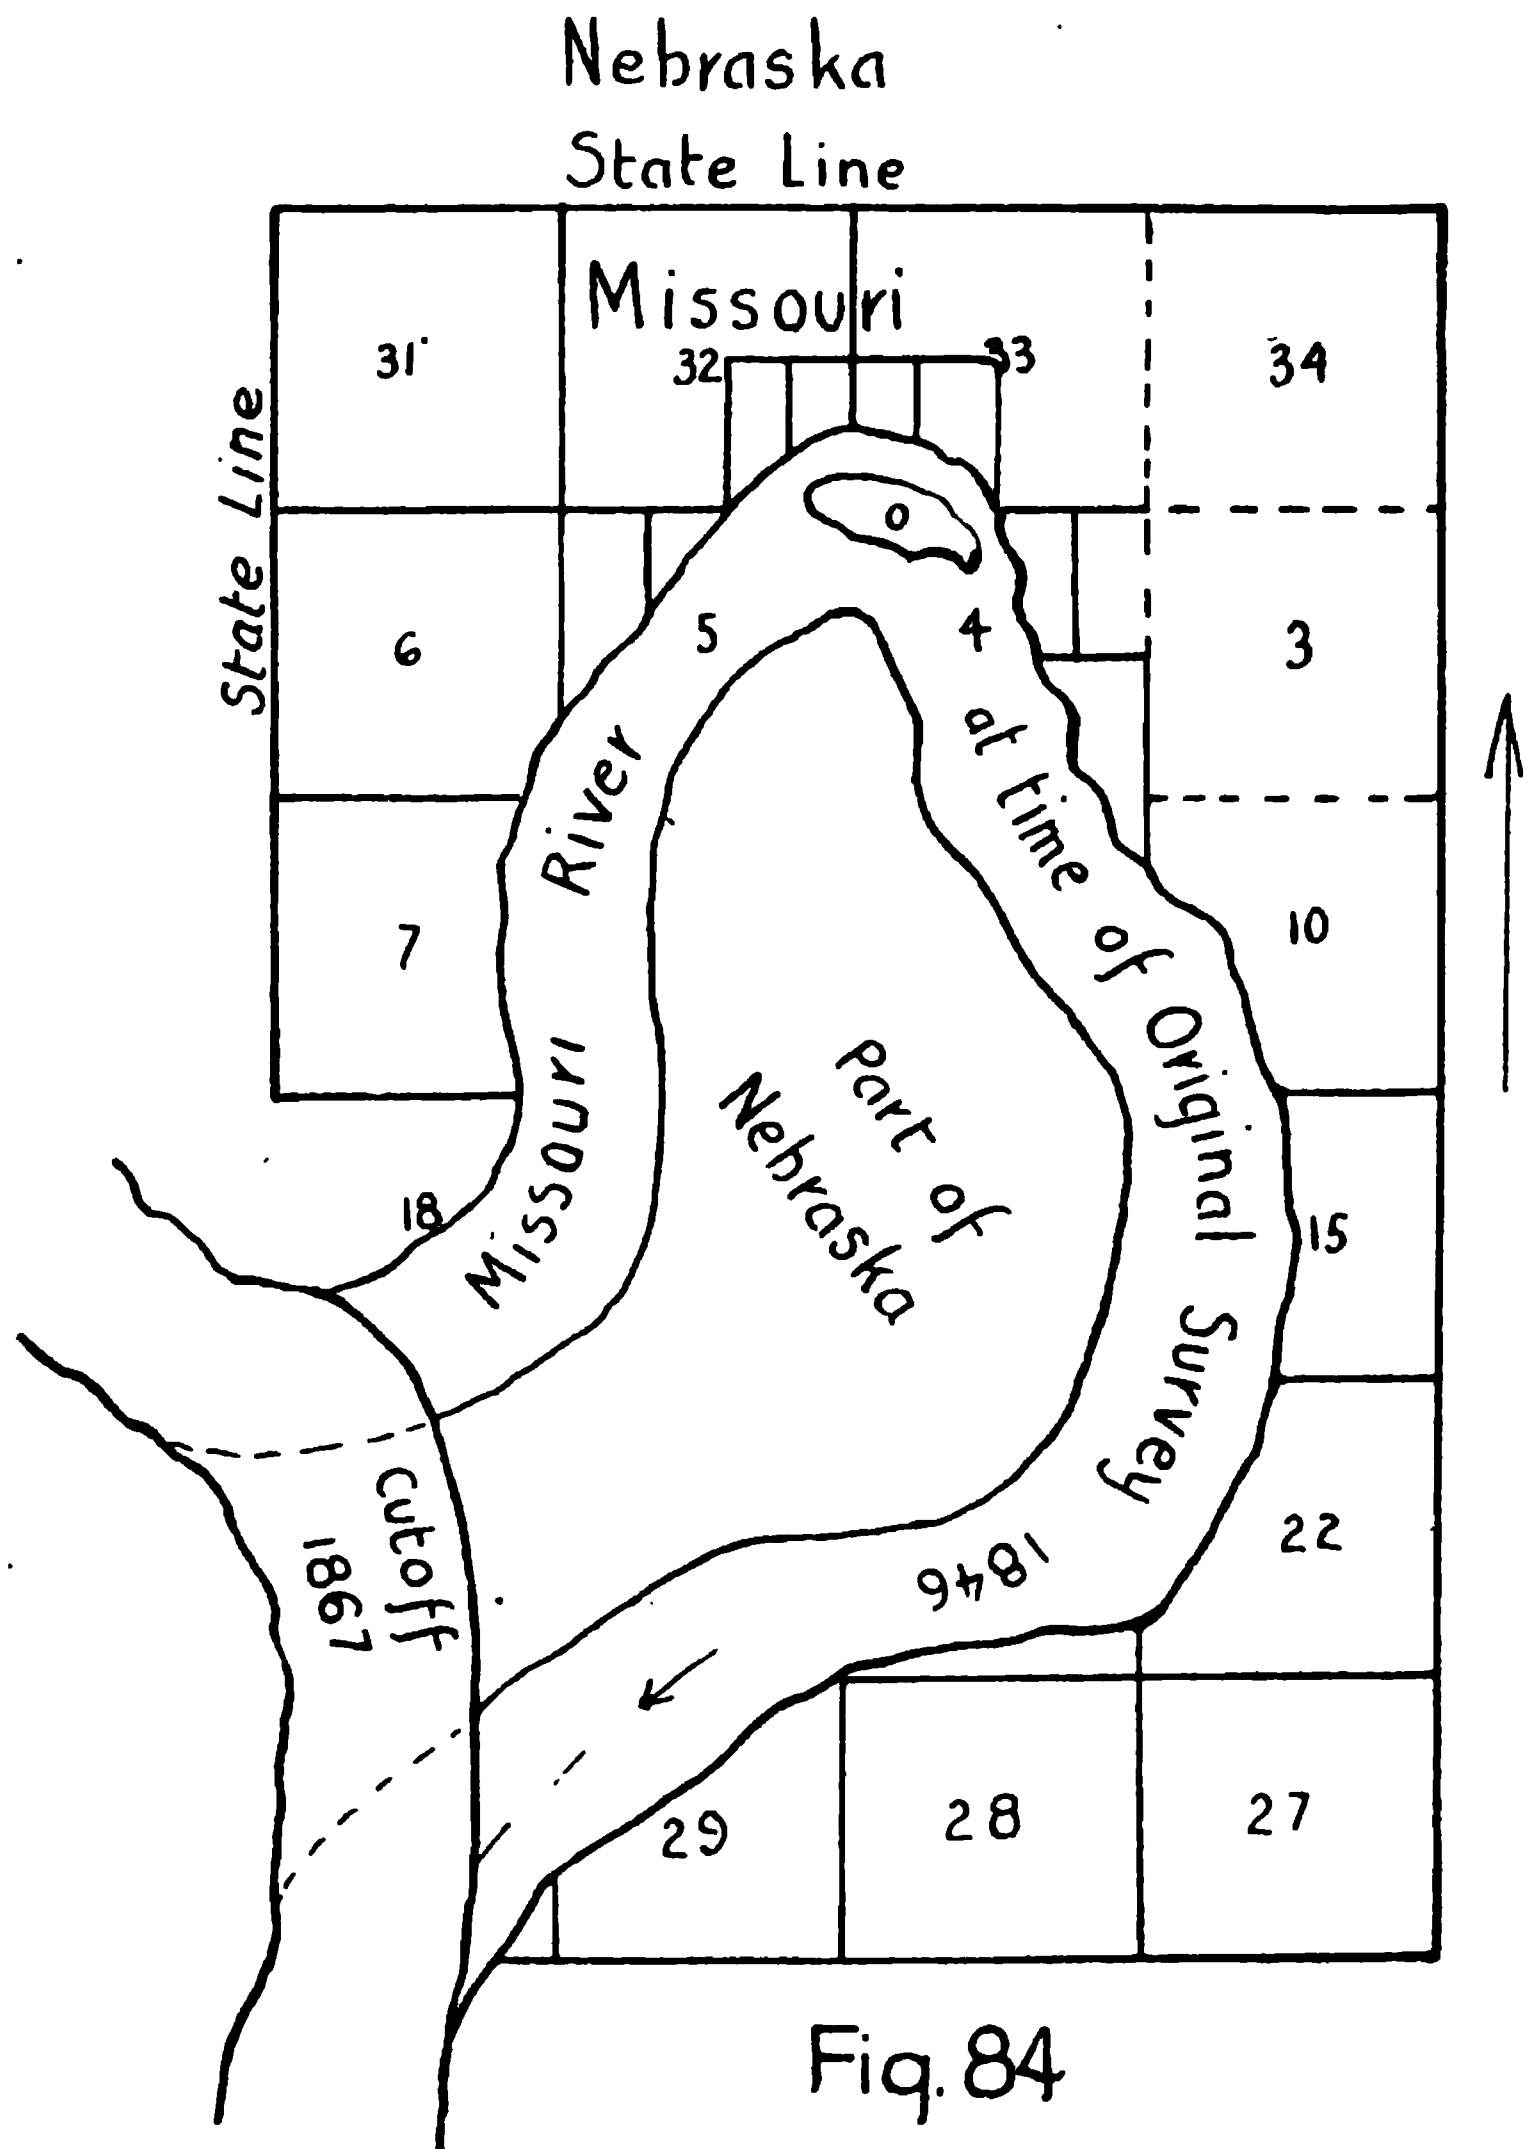 Nebraska
State Line
Missouri
31
32
33
34
State Line
6
5
0
4
3
7
10
Missouri River
at time of Original Survey
1846
Part of
Nebraska
18
15
Cutoff
1867
22
29
28
27
Fig. 84